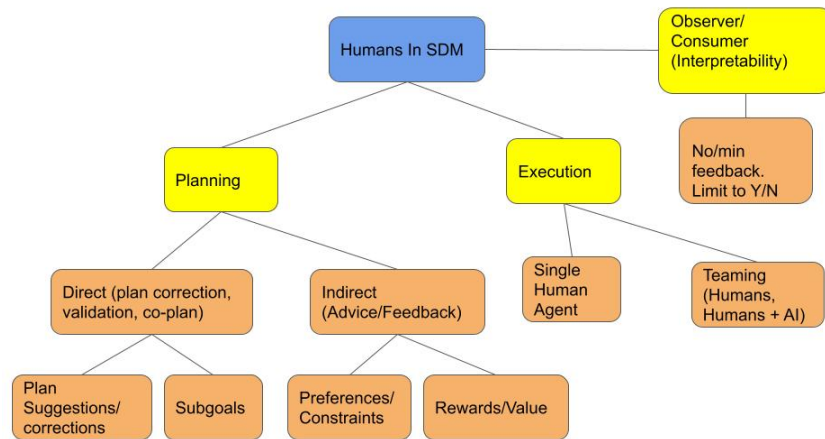 Humans In SDM
Observer/
Consumer
(Interpretability)
No/min
feedback.
Limit to Y/N
Planning
Execution
Direct (plan correction,
validation, co-plan)
Indirect
(Advice/Feedback)
Single
Human
Agent
Teaming
(Humans,
Humans + AI)
Plan
Suggestions/
corrections
Subgoals
Preferences/
Constraints
Rewards/Value